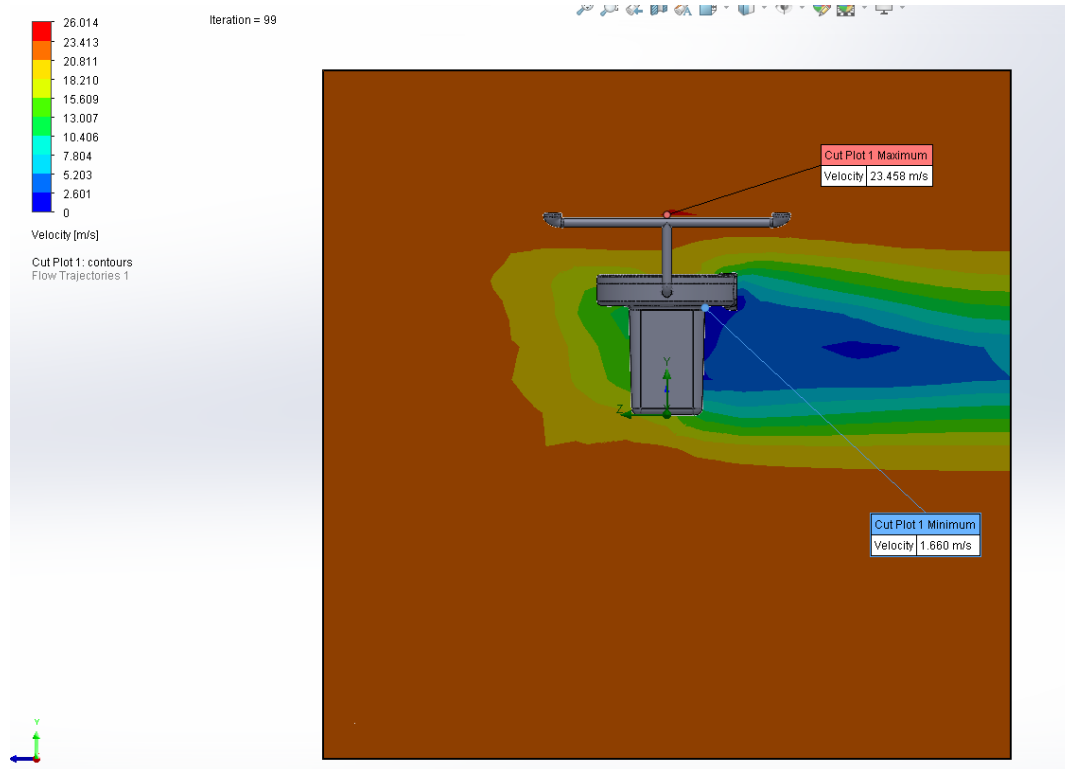 26.014
Iteration = 99
23.413
20.811
18.210
15.609
13.007
10.406
7.804
5.203
2.601
0
Velocity [m/s]
Cut Plot 1: contours
Flow Trajectories 1
Cut Plot 1 Maximum
Velocity 23.458 m/s
Y
Z
Cut Plot 1 Minimum
Velocity 1.660 m/s
Y